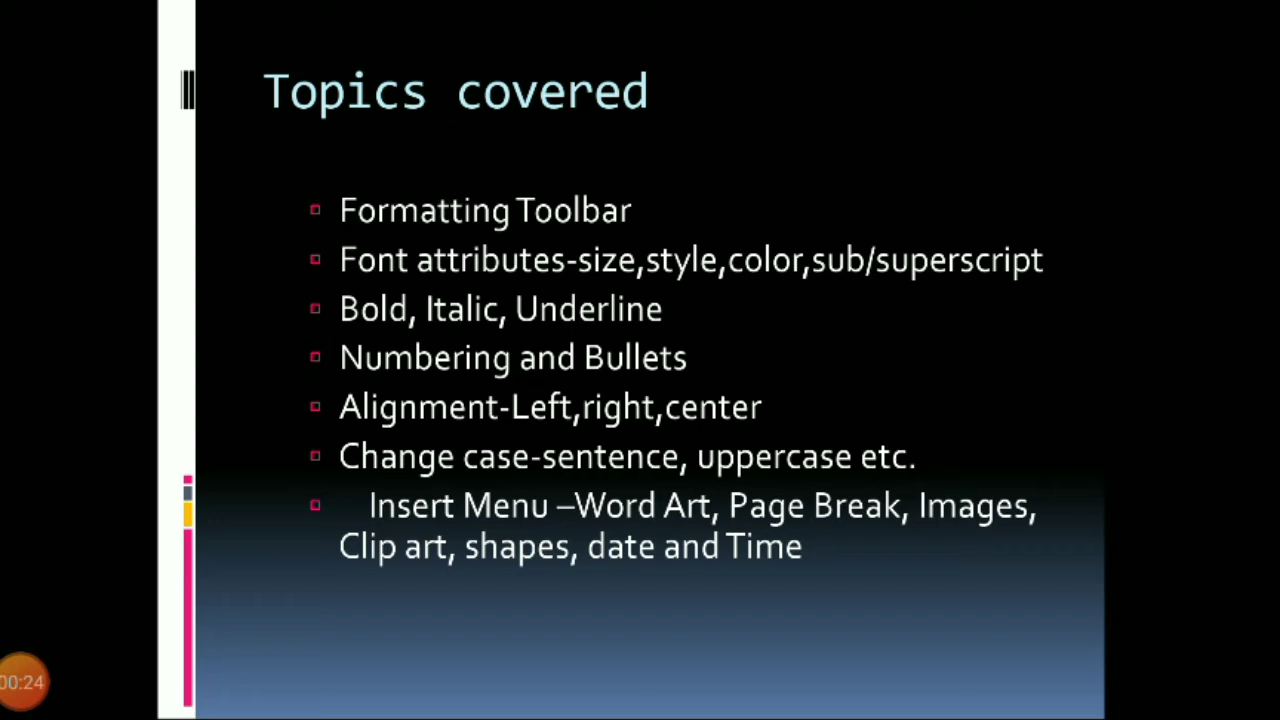 Topics covered
Formatting Toolbar
Font attributes-size,style,color,sub/superscript
Bold, Italic, Underline
Numbering and Bullets
Alignment-Left,right,center
Change case-sentence, uppercase etc.
Insert Menu –Word Art, Page Break, Images,
Clip art, shapes, date and Time
00:24